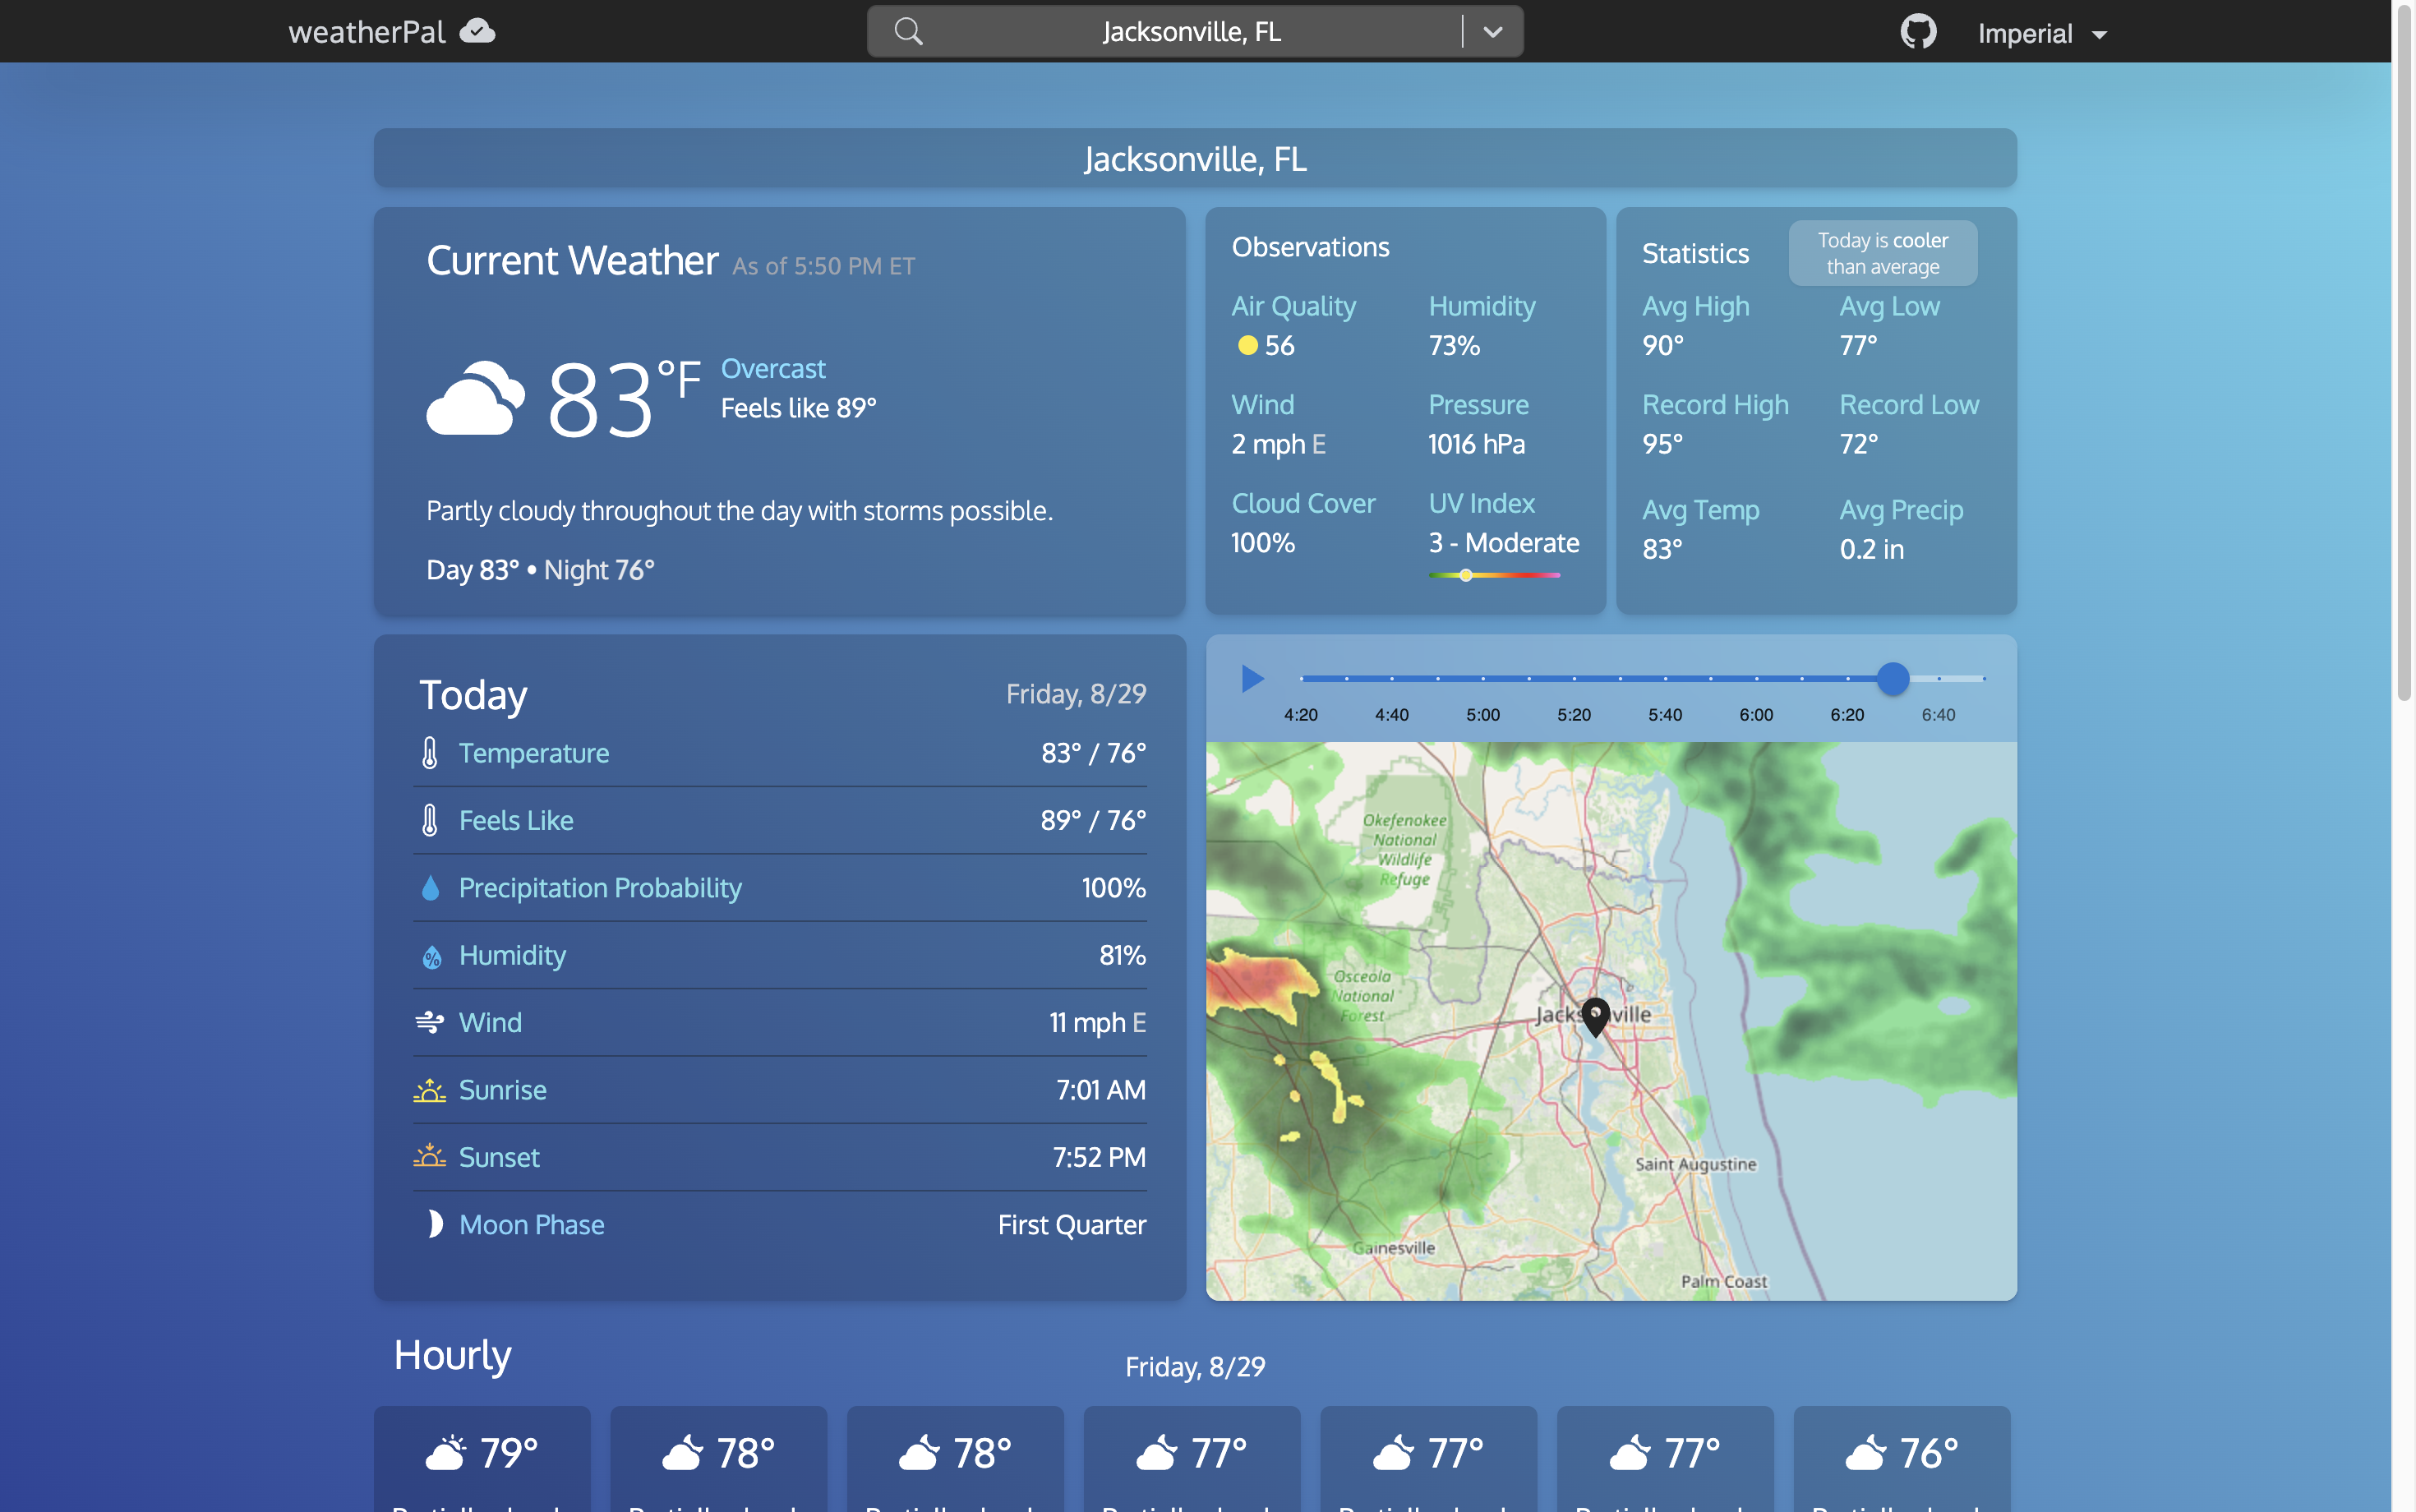 weatherPal
Jacksonville, FL
Imperial
Jacksonville, FL
Current Weather As of 5:50 PM ET
83°F
Overcast
Feels like 89°
Partly cloudy throughout the day with storms possible.
Day 83° • Night 76°
Observations
Air Quality Humidity
56 73%
Wind Pressure
2 mph E 1016 hPa
Cloud Cover UV Index
100% 3 - Moderate
Statistics
Today is cooler
than average
Avg High Avg Low
90° 77°
Record High Record Low
95° 72°
Avg Temp Avg Precip
83° 0.2 in
Today Friday, 8/29
Temperature 83° / 76°
Feels Like 89° / 76°
Precipitation Probability 100%
Humidity 81%
Wind 11 mph E
Sunrise 7:01 AM
Sunset 7:52 PM
Moon Phase First Quarter
4:20 4:40 5:00 5:20 5:40 6:00 6:20 6:40
Okefenokee
National
Wildlife
Refuge
Osceola
National
Forest
Jacksonville
Saint Augustine
Gainesville
Palm Coast
Hourly
Friday, 8/29
79° 78° 78° 77° 77° 77° 76°